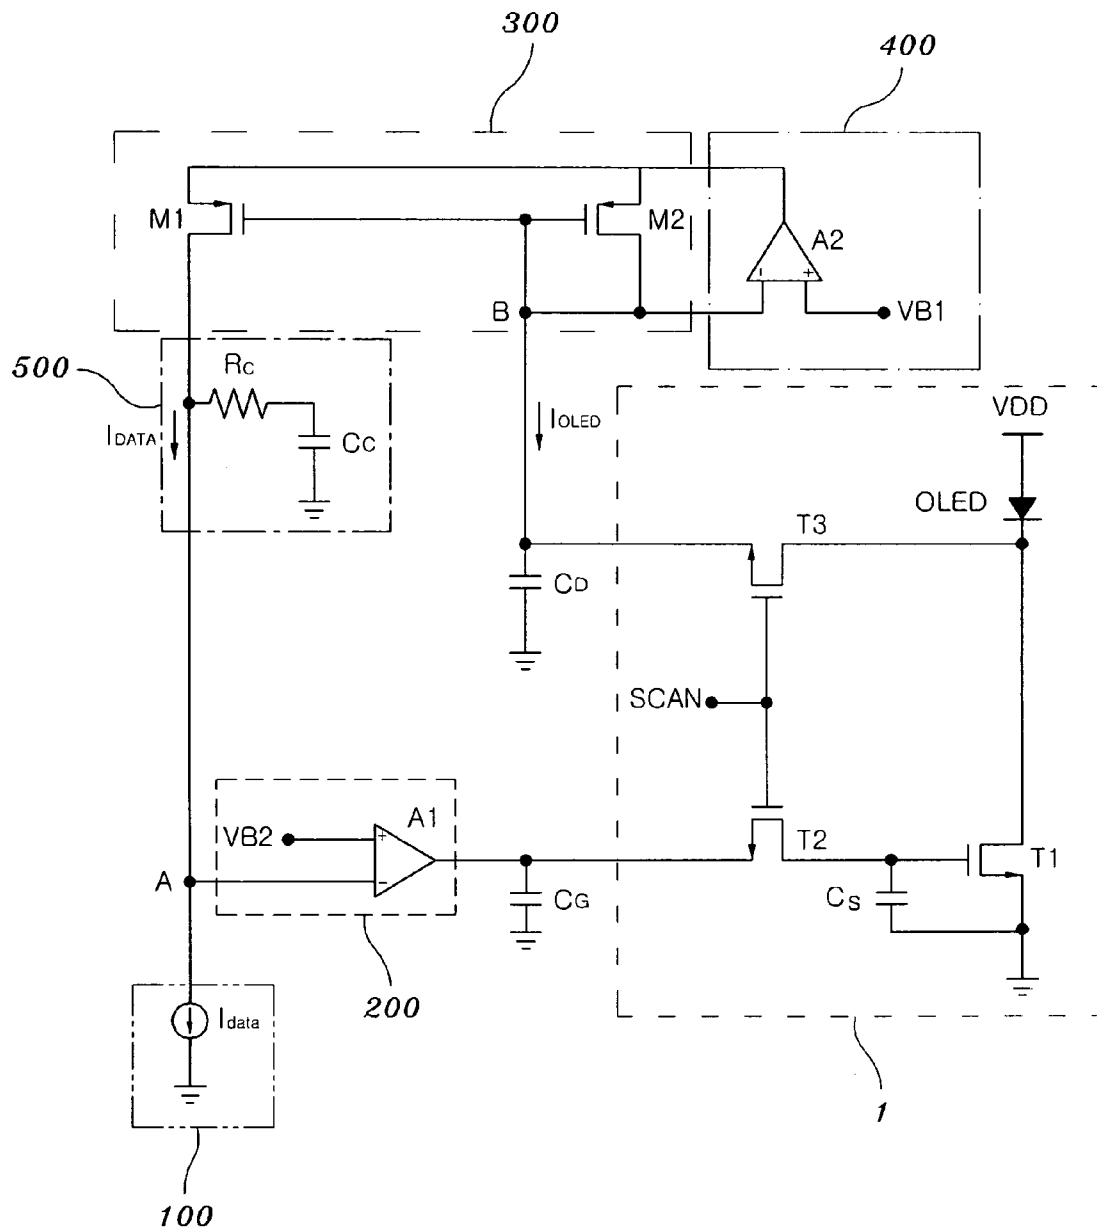 300
400
M1
M2
A2
- +
B
VB1
500
RC
IDATA
CC
IOLED
VDD
OLED
T3
CD
SCAN
VB2
+
A1
T2
T1
A
-
CG
CS
200
Idata
1
100